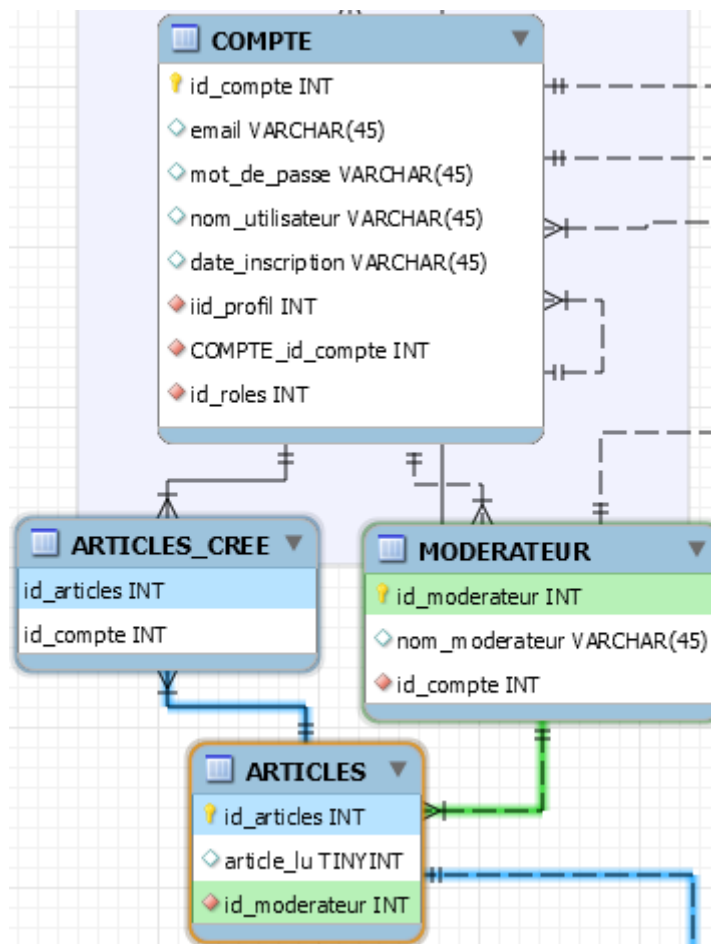 COMPTE
id_compte INT
email VARCHAR(45)
mot_de_passe VARCHAR(45)
nom_utilisateur VARCHAR(45)
date_inscription VARCHAR(45)
iid_profil INT
COMPTE_id_compte INT
id_roles INT
ARTICLES_CREE
id_articles INT
id_compte INT
MODERATEUR
id_moderateur INT
nom_moderateur VARCHAR(45)
id_compte INT
ARTICLES
id_articles INT
article_lu TINYINT
id_moderateur INT